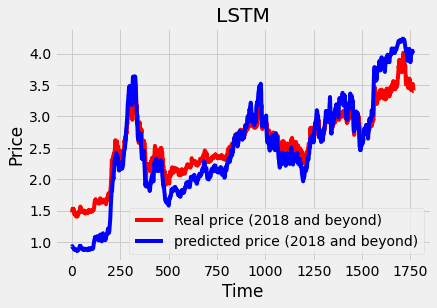 LSTM
Price
4.0
3.5
3.0
2.5
2.0
1.5
1.0
Real price (2018 and beyond)
predicted price (2018 and beyond)
0 250 500 750 1000 1250 1500 1750
Time